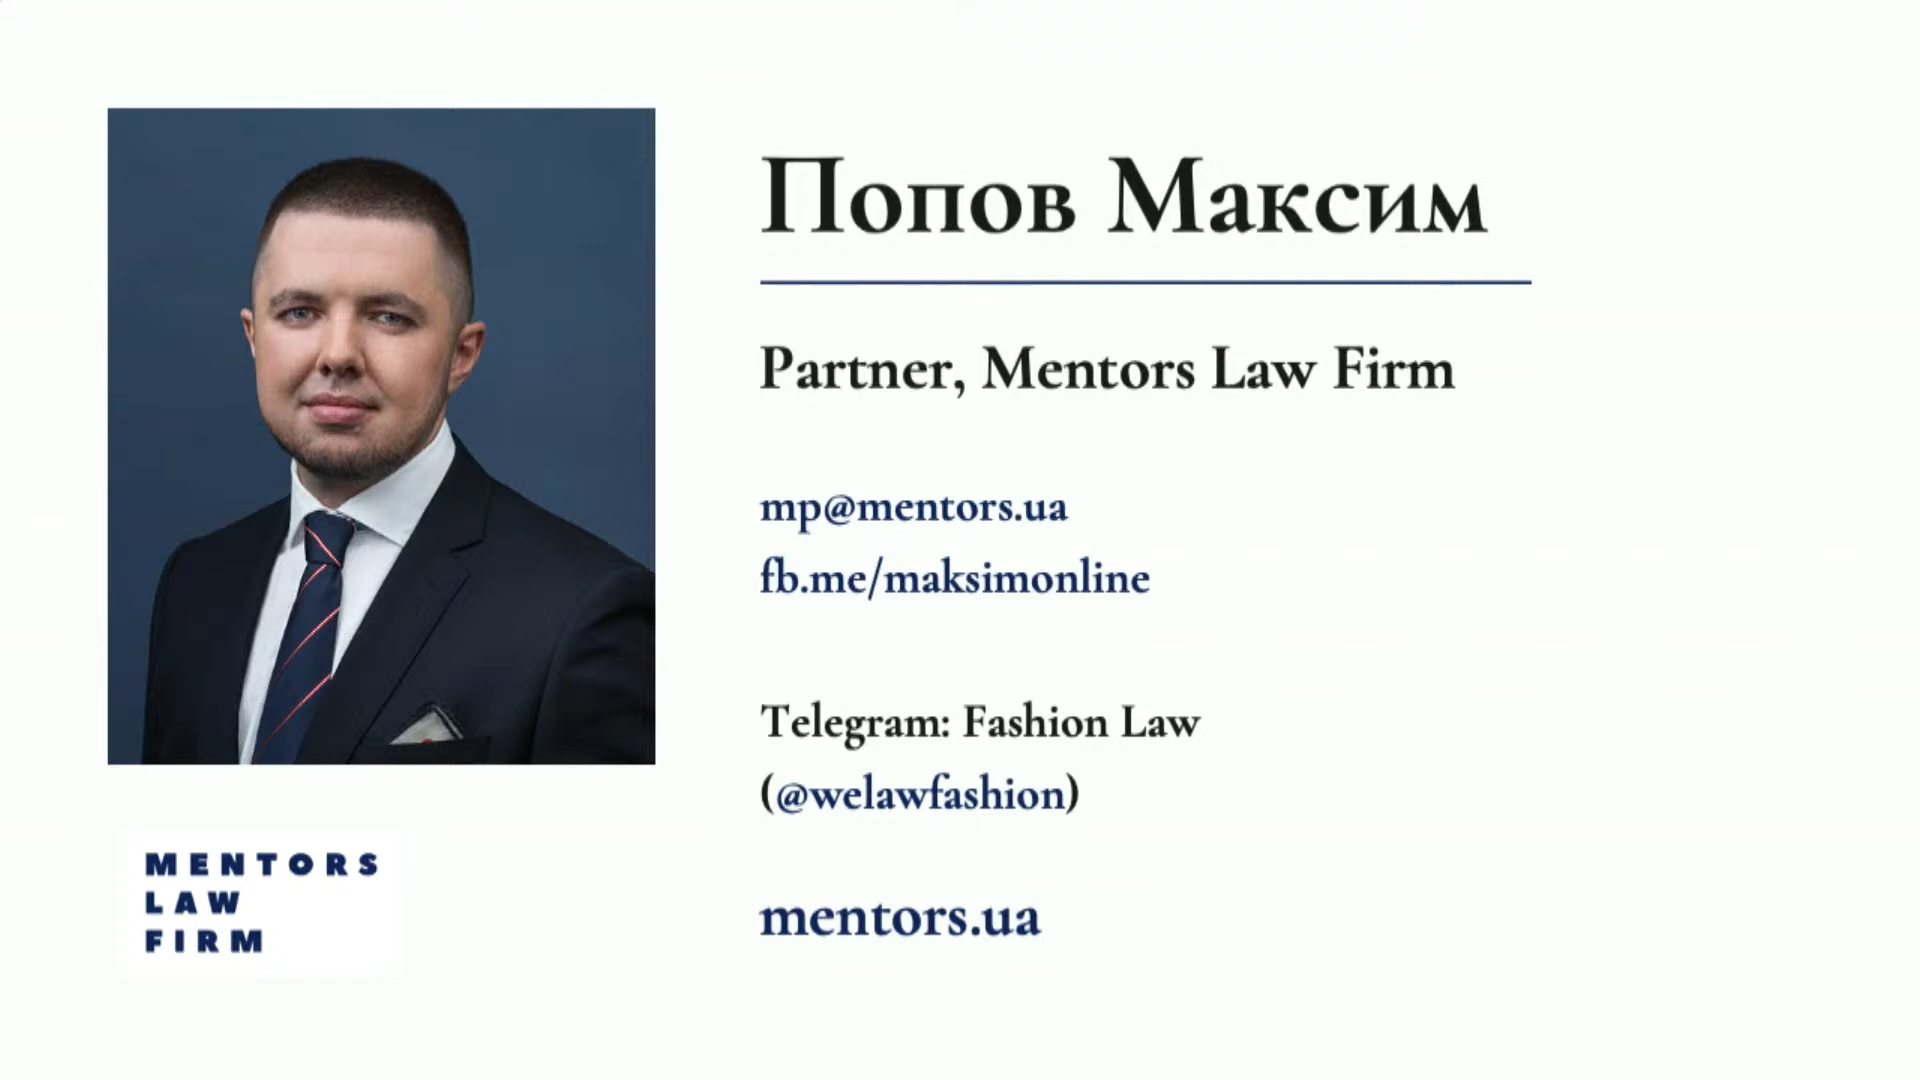 Попов Максим
Partner, Mentors Law Firm
mp@mentors.ua
fb.me/maksimonline
Telegram: Fashion Law
(@welawfashion)
mentors.ua
MENTORS
LAW
FIRM